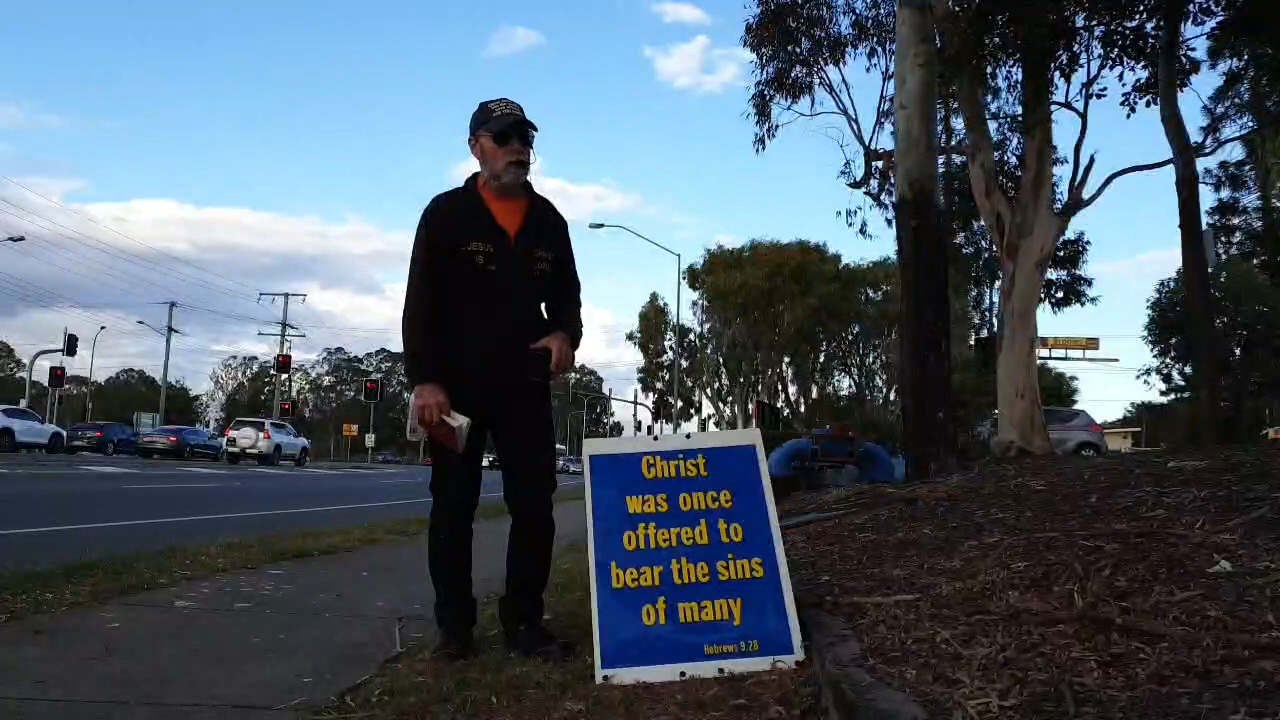 JESUS
IS
Christ
was once
offered to
bear the sins
of many
Hebrews 9.28